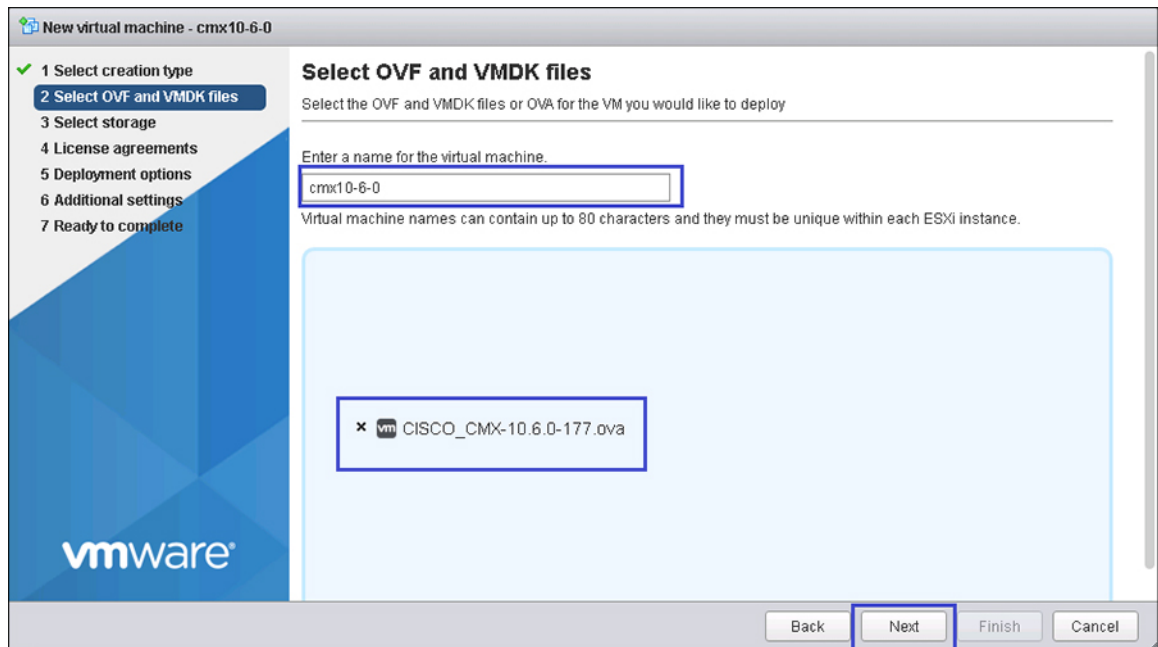 New virtual machine - cmx10-6-0
1 Select creation type
2 Select OVF and VMDK files
3 Select storage
4 License agreements
5 Deployment options
6 Additional settings
7 Ready to complete
vmware®
Select OVF and VMDK files
Select the OVF and VMDK files or OVA for the VM you would like to deploy
Enter a name for the virtual machine.
cmx10-6-0
Virtual machine names can contain up to 80 characters and they must be unique within each ESXi instance.
× vm CISCO_CMX-10.6.0-177.ova
Back Next Finish Cancel